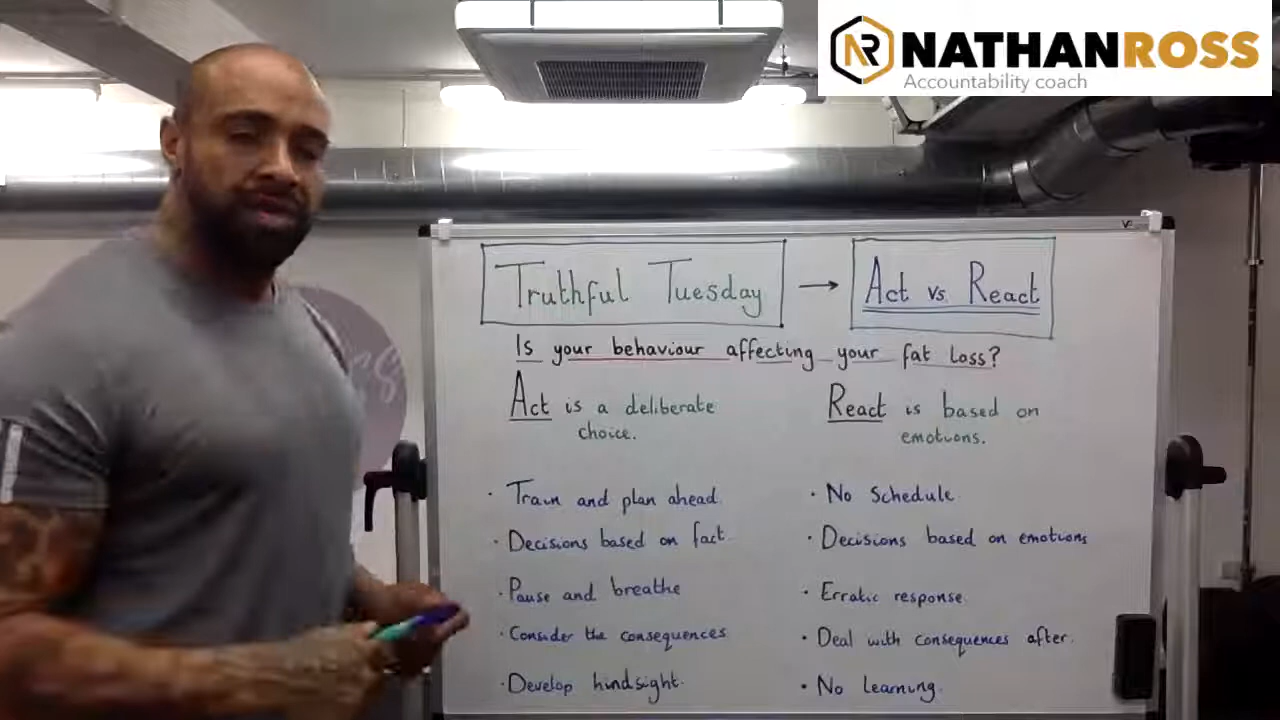 NR NATHANROSS
Accountability coach
Truthful Tuesday → Act vs React
Is your behaviour affecting your fat loss?
Act is a deliberate
choice.
React is based on
emotions.
· Train and plan ahead.
· Decisions based on fact.
· Pause and breathe
· Consider the consequences
· Develop hindsight.
· No Schedule.
· Decisions based on emotions
· Erratic response.
· Deal with consequences after.
· No learning.